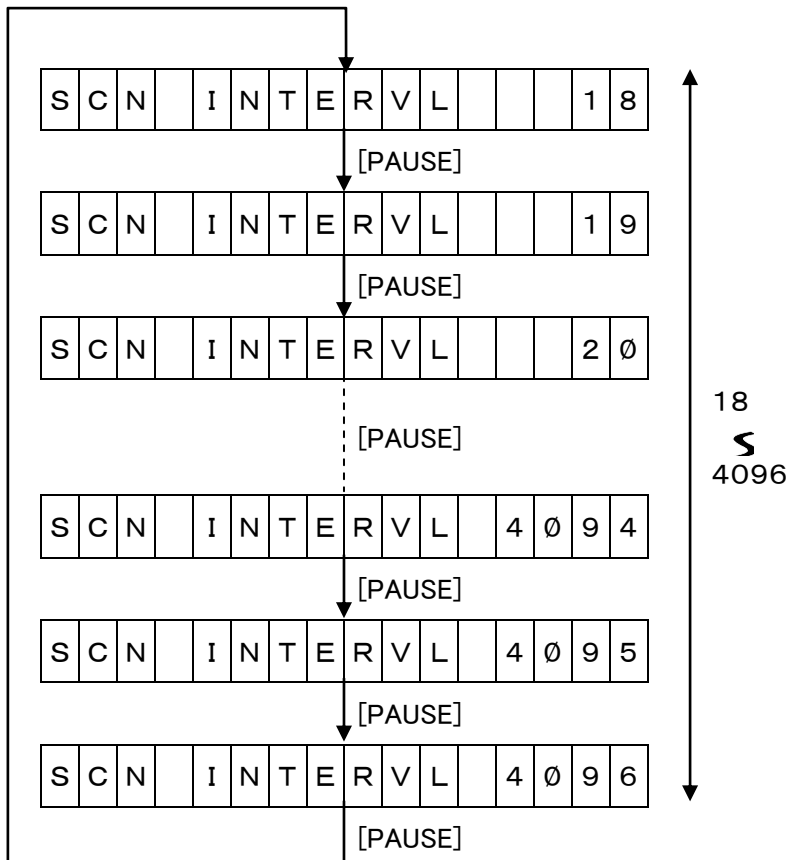 SCN INTERVL   18
[PAUSE]
SCN INTERVL   19
[PAUSE]
SCN INTERVL   2Ø
[PAUSE]
18
4096
SCN INTERVL 4Ø94
[PAUSE]
SCN INTERVL 4Ø95
[PAUSE]
SCN INTERVL 4Ø96
[PAUSE]